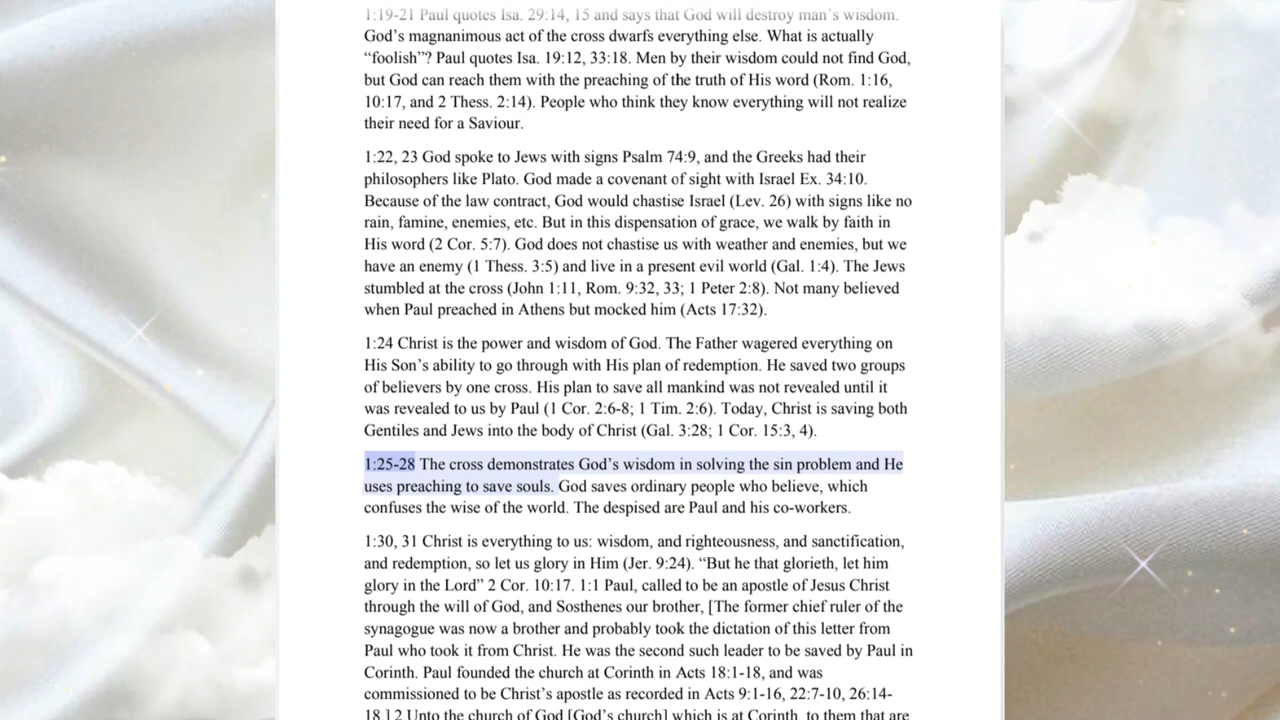 1:19-21 Paul quotes Isa. 29:14, 15 and says that God will destroy man’s wisdom.
God’s magnanimous act of the cross dwarfs everything else. What is actually
“foolish”? Paul quotes Isa. 19:12, 33:18. Men by their wisdom could not find God,
but God can reach them with the preaching of the truth of His word (Rom. 1:16,
10:17, and 2 Thess. 2:14). People who think they know everything will not realize
their need for a Saviour.
1:22, 23 God spoke to Jews with signs Psalm 74:9, and the Greeks had their
philosophers like Plato. God made a covenant of sight with Israel Ex. 34:10.
Because of the law contract, God would chastise Israel (Lev. 26) with signs like no
rain, famine, enemies, etc. But in this dispensation of grace, we walk by faith in
His word (2 Cor. 5:7). God does not chastise us with weather and enemies, but we
have an enemy (1 Thess. 3:5) and live in a present evil world (Gal. 1:4). The Jews
stumbled at the cross (John 1:11, Rom. 9:32, 33; 1 Peter 2:8). Not many believed
when Paul preached in Athens but mocked him (Acts 17:32).
1:24 Christ is the power and wisdom of God. The Father wagered everything on
His Son’s ability to go through with His plan of redemption. He saved two groups
of believers by one cross. His plan to save all mankind was not revealed until it
was revealed to us by Paul (1 Cor. 2:6-8; 1 Tim. 2:6). Today, Christ is saving both
Gentiles and Jews into the body of Christ (Gal. 3:28; 1 Cor. 15:3, 4).
1:25-28 The cross demonstrates God’s wisdom in solving the sin problem and He
uses preaching to save souls. God saves ordinary people who believe, which
confuses the wise of the world. The despised are Paul and his co-workers.
1:30, 31 Christ is everything to us: wisdom, and righteousness, and sanctification,
and redemption, so let us glory in Him (Jer. 9:24). “But he that glorieth, let him
glory in the Lord” 2 Cor. 10:17. 1:1 Paul, called to be an apostle of Jesus Christ
through the will of God, and Sosthenes our brother, [The former chief ruler of the
synagogue was now a brother and probably took the dictation of this letter from
Paul who took it from Christ. He was the second such leader to be saved by Paul in
Corinth. Paul founded the church at Corinth in Acts 18:1-18, and was
commissioned to be Christ’s apostle as recorded in Acts 9:1-16, 22:7-10, 26:14-
18.] 2 Unto the church of God [God’s church] which is at Corinth, to them that are